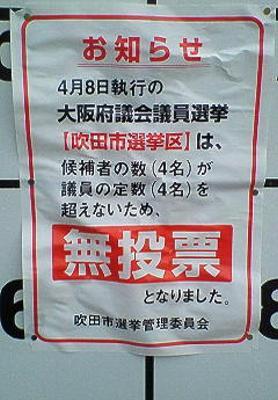 お知らせ
4月8日執行の
大阪府議会議員選挙
【吹田市選挙区】は、
候補者の数(4名)が
議員の定数(4名)を
超えないため、
無投票
となりました。
吹田市選挙管理委員会
6
8